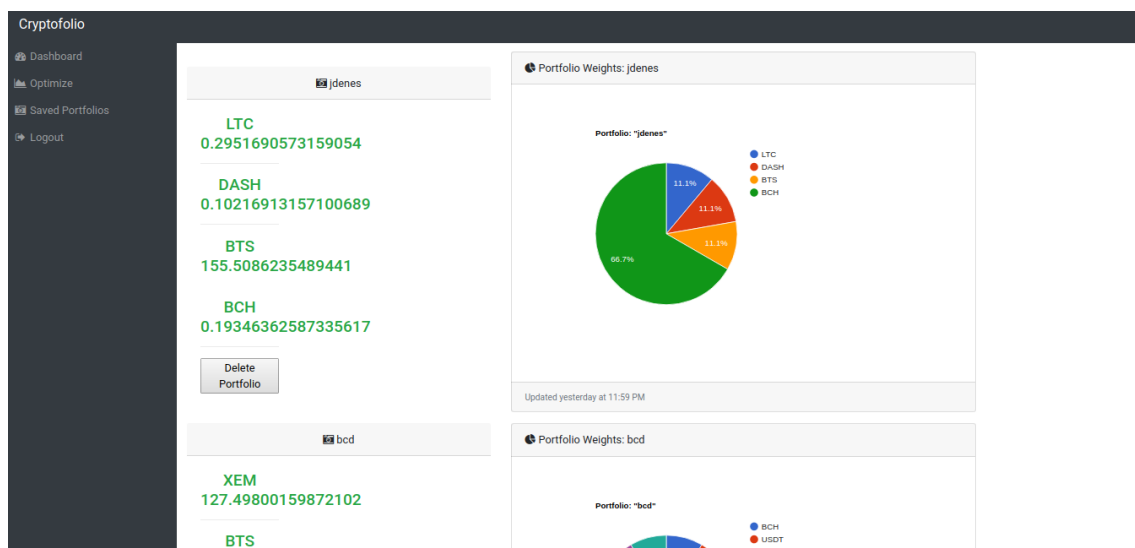 Cryptofolio
Dashboard
Optimize
Saved Portfolios
Logout
jdenes
LTC
0.2951690573159054
DASH
0.10216913157100689
BTS
155.5086235489441
BCH
0.19346362587335617
Delete
Portfolio
Portfolio Weights: jdenes
Portfolio: "jdenes"
LTC
DASH
BTS
BCH
11.1%
11.1%
11.1%
66.7%
Updated yesterday at 11:59 PM
bcd
XEM
127.49800159872102
BTS
Portfolio Weights: bcd
Portfolio: "bcd"
BCH
USDT